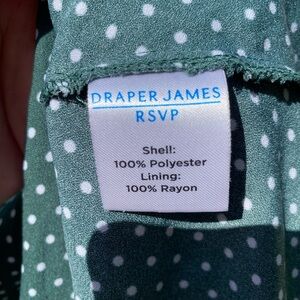 DRAPER JAMES
RSVP
Shell:
100% Polyester
Lining:
100% Rayon